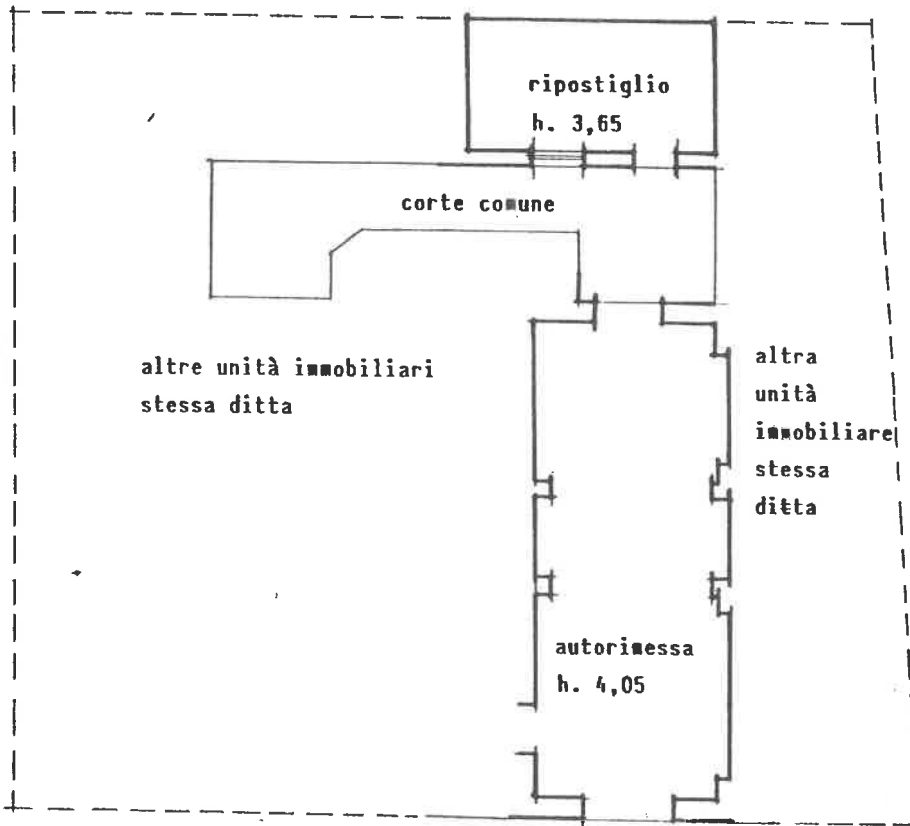 ripostiglio
h. 3,65
corte comune
altre unità immobiliari
stessa ditta
altra
unità
immobiliare
stessa
ditta
autorimessa
h. 4,05